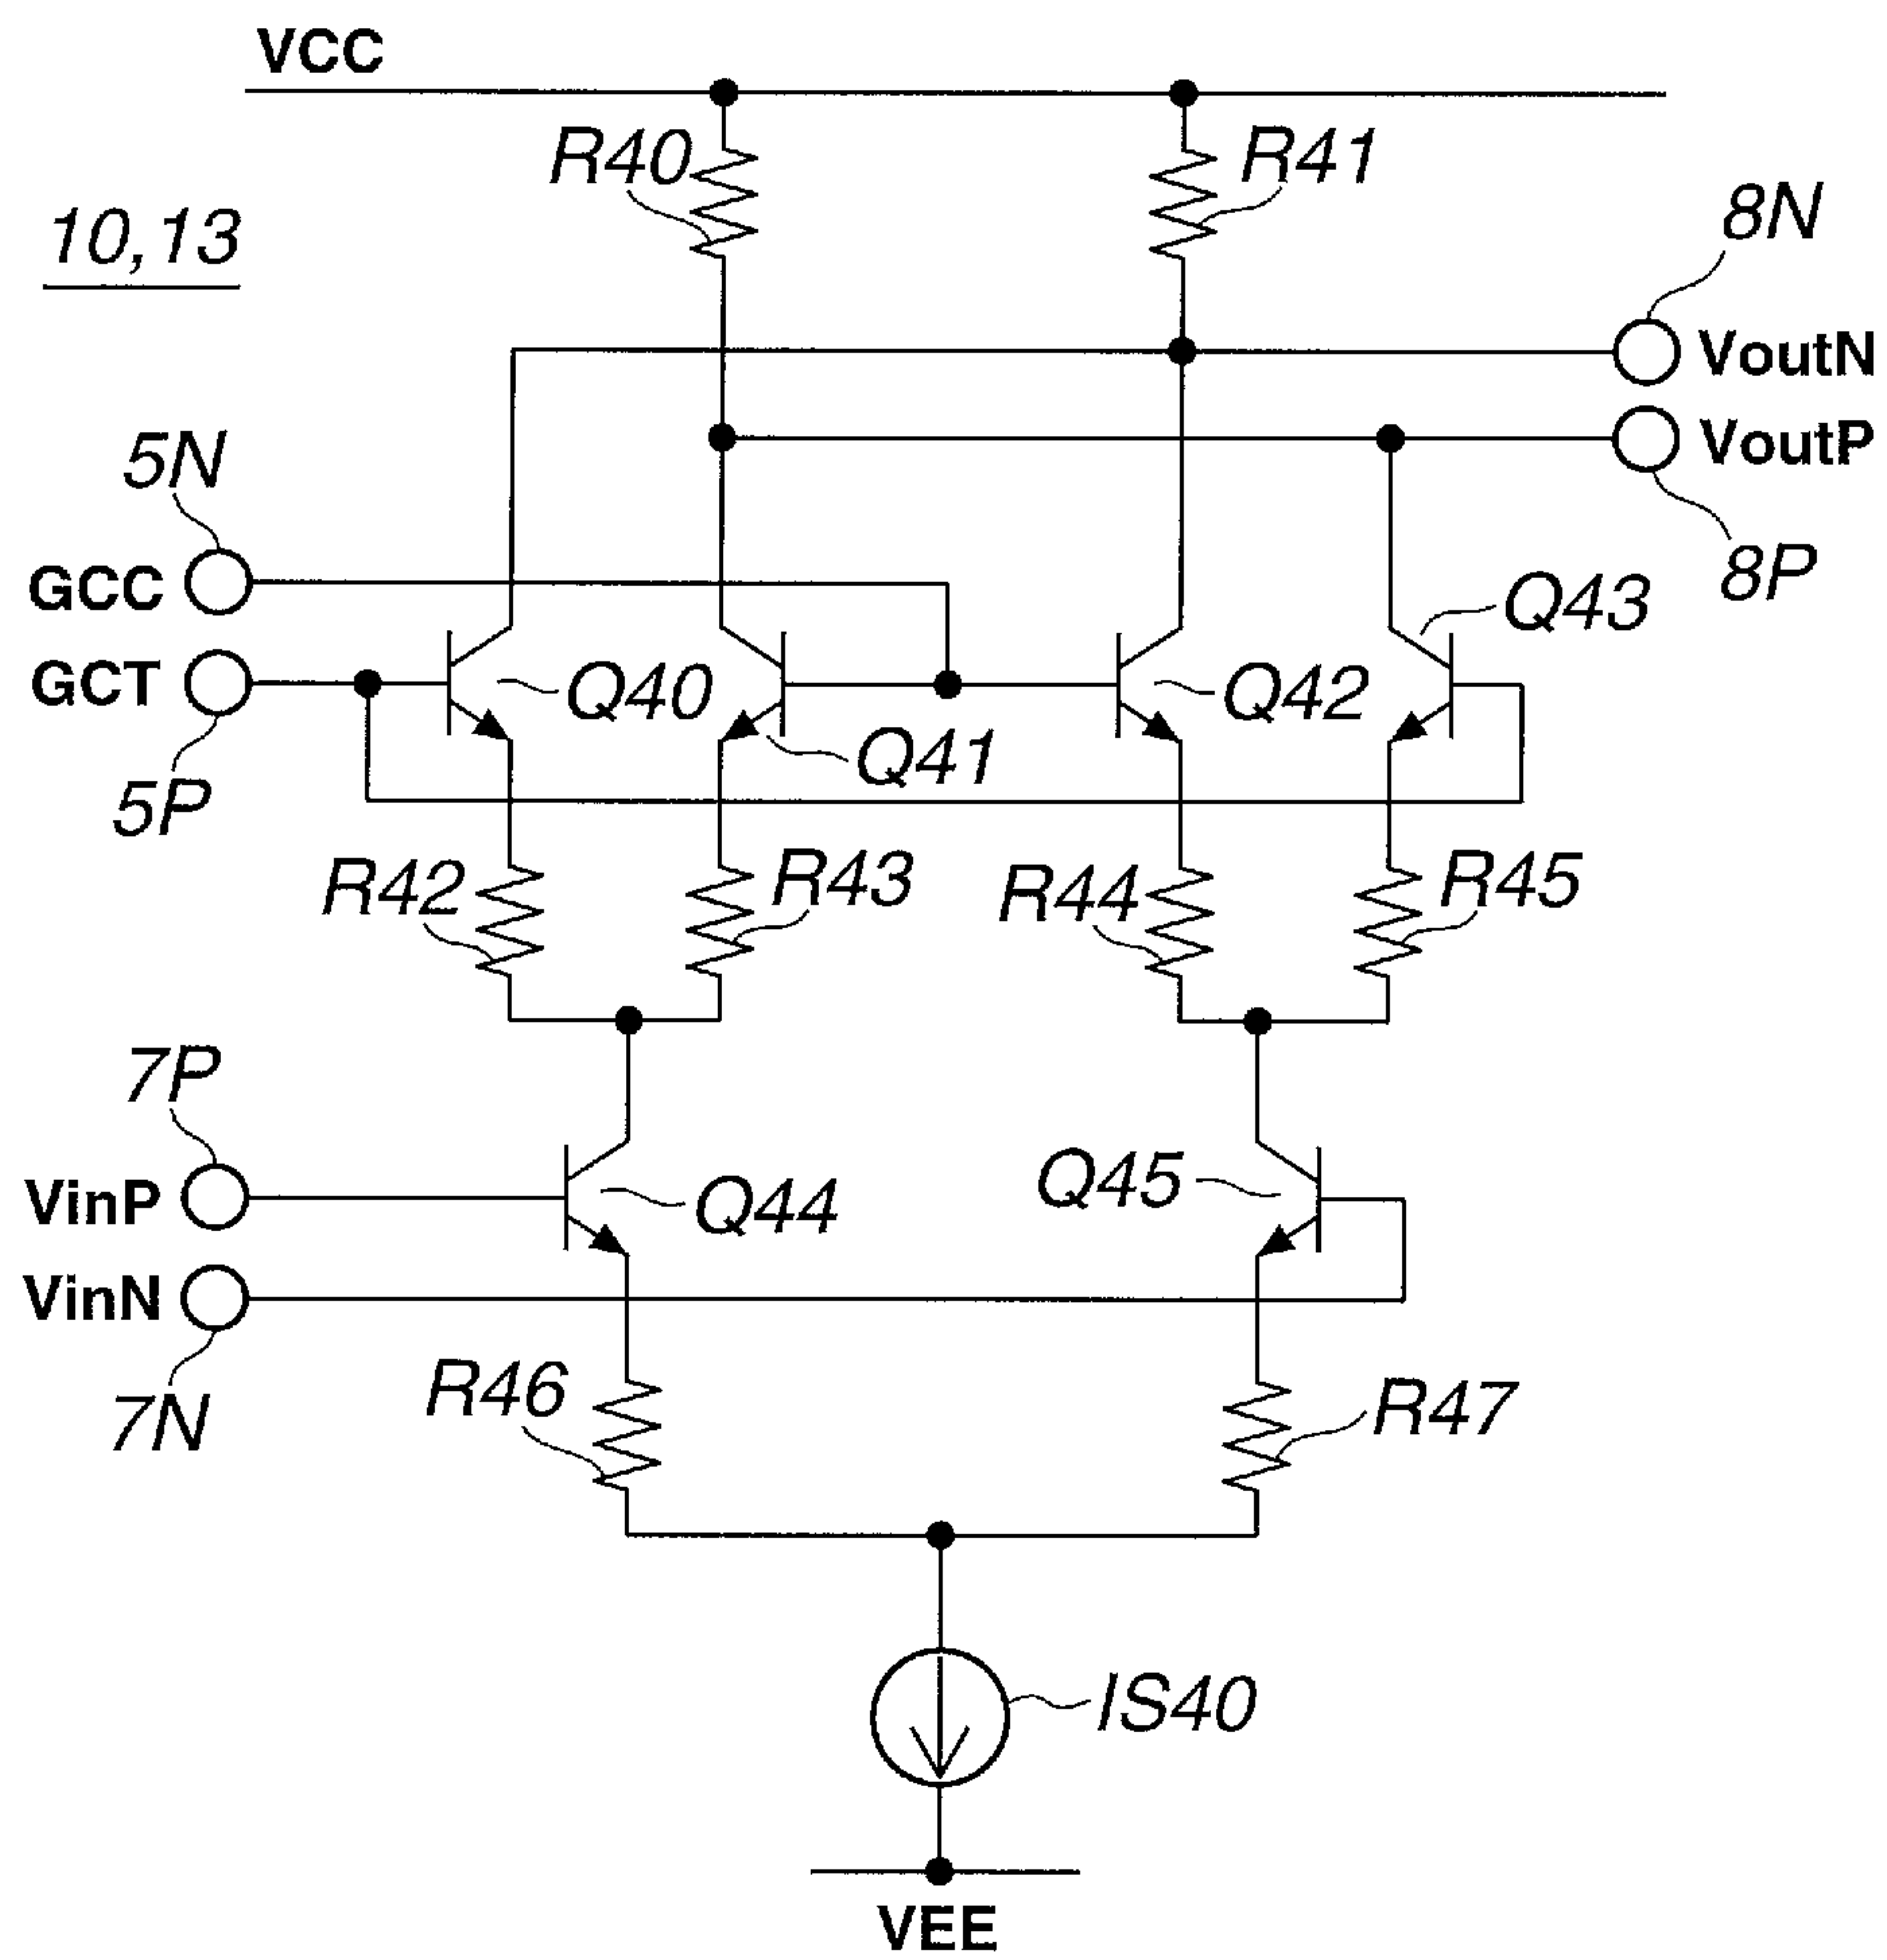 VCC
R40
R41
10,13
8N
VoutN
5N
VoutP
8P
GCC
Q43
GCT
Q40
Q42
Q41
5P
R42
R43
R44
R45
7P
VinP
Q44
Q45
VinN
R46
R47
7N
IS40
VEE